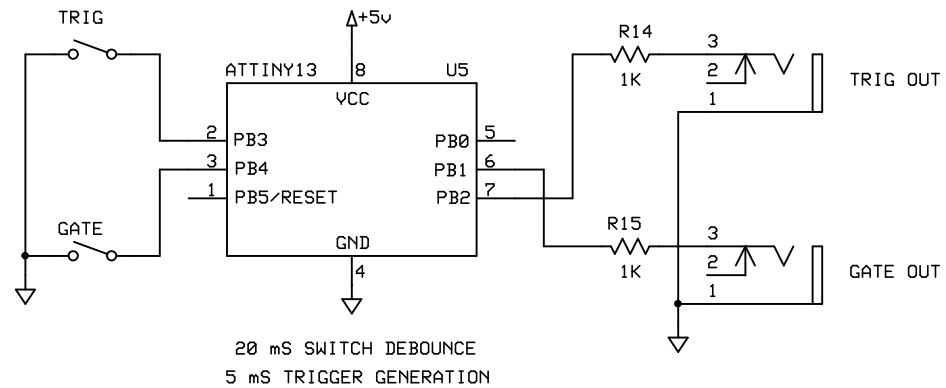 TRIG
+5v
R14
1K
3
2
1
TRIG OUT
ATTINY13
8
U5
VCC
2
PB3
PB0
5
3
PB4
PB1
6
1
PB5/RESET
PB2
7
GATE
GND
4
R15
1K
3
2
1
GATE OUT
20 mS SWITCH DEBOUNCE
5 mS TRIGGER GENERATION